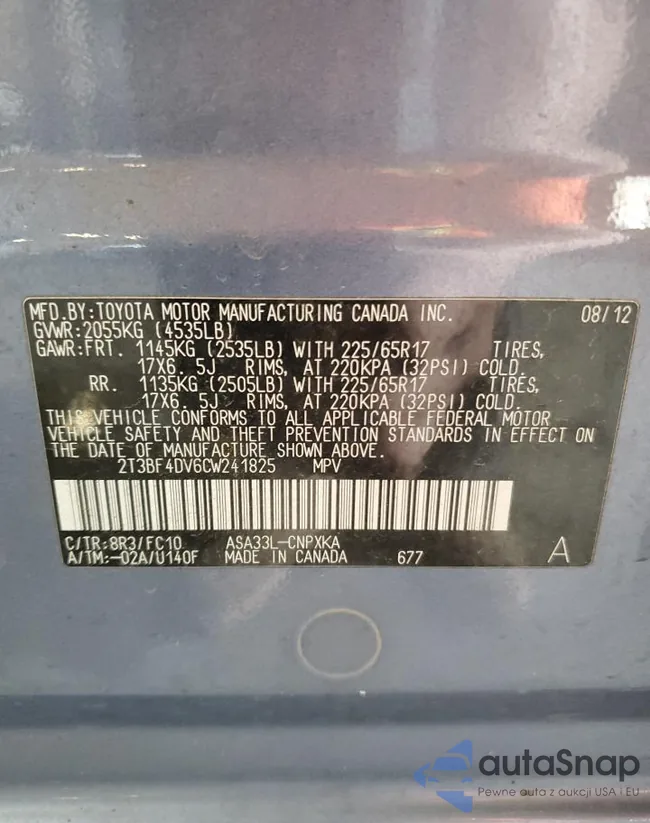 MFD.BY:TOYOTA MOTOR MANUFACTURING CANADA INC. 08/12
GVWR:2055KG (4535LB)
GAWR:FRT. 1145KG (2535LB) WITH 225/65R17 TIRES,
17X6.5J RIMS, AT 220KPA (32PSI) COLD.
RR. 1135KG (2505LB) WITH 225/65R17 TIRES,
17X6.5J RIMS, AT 220KPA (32PSI) COLD.
THIS VEHICLE CONFORMS TO ALL APPLICABLE FEDERAL MOTOR
VEHICLE SAFETY AND THEFT PREVENTION STANDARDS IN EFFECT ON
THE DATE OF MANUFACTURE SHOWN ABOVE.
2T3BF4DV6CW241825 MPV
C/TR:8R3/FC10 ASA33L-CNPXKA
A/TM:-02A/U140F MADE IN CANADA 677 A
autaSnap
Pewne auta z aukcji USA i EU